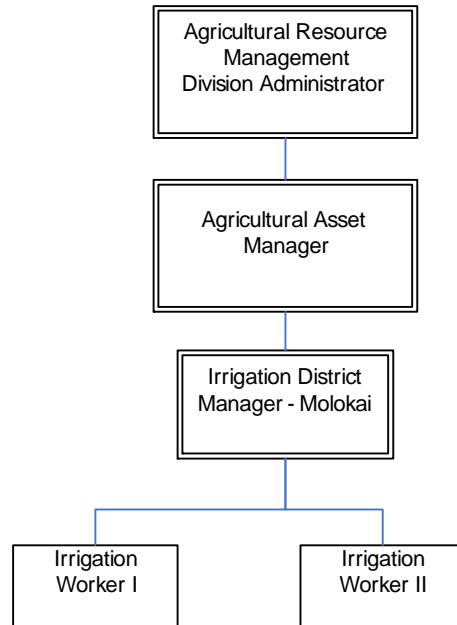 Agricultural Resource
Management
Division Administrator
Agricultural Asset
Manager
Irrigation District
Manager - Molokai
Irrigation
Worker I
Irrigation
Worker II